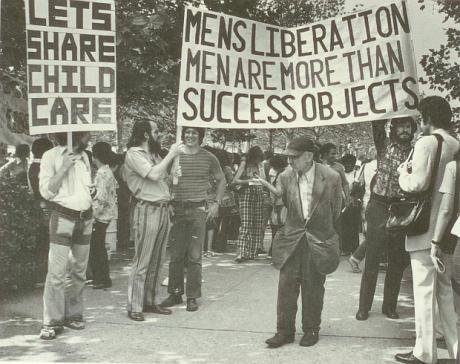 LETS
SHARE
CHILD
CARE
MENS LIBERATION
MEN ARE MORE THAN
SUCCESS OBJECTS